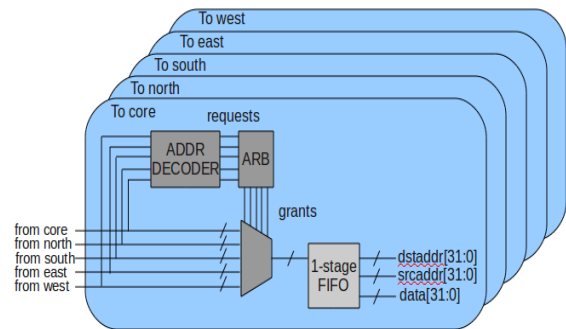 To west
To east
To south
To north
To core
requests
ADDR
DECODER
ARB
grants
from core
from north
from south
from east
from west
1-stage
FIFO
dstaddr[31:0]
srcaddr[31:0]
data[31:0]